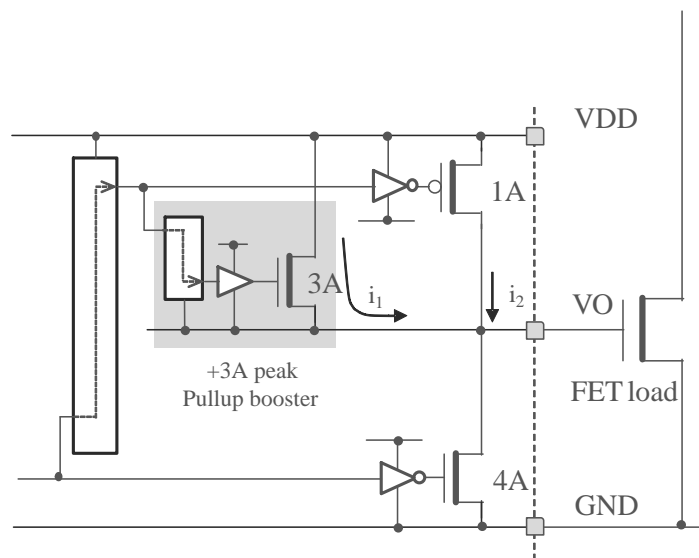 VDD
1A
3A
i1
i2
VO
+3A peak
Pullup booster
FET load
4A
GND